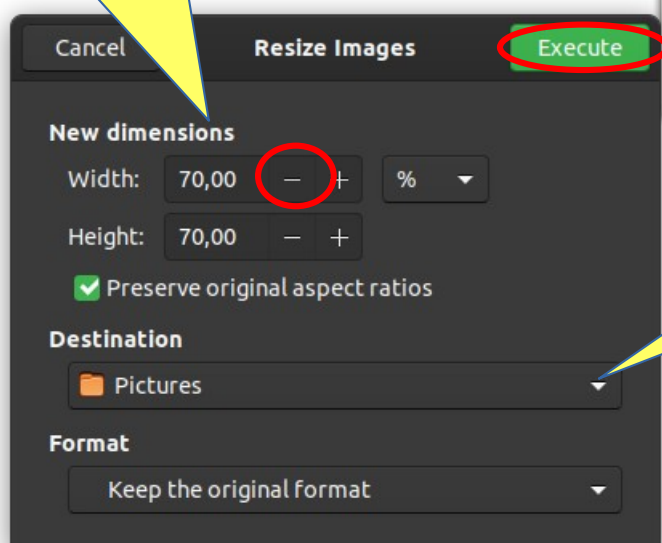 Cancel Resize Images Execute
New dimensions
Width: 70,00 − + %
Height: 70,00 − +
Preserve original aspect ratios
Destination
Pictures
Format
Keep the original format